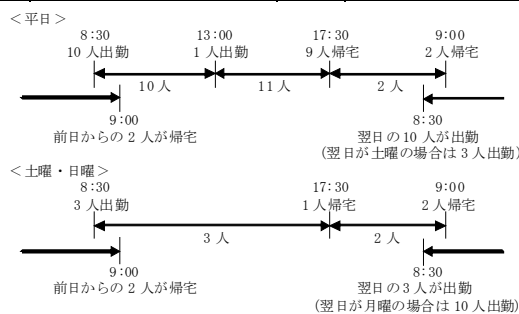 ＜平日＞
8:30 13:00 17:30 9:00
10人出勤 1人出勤 9人帰宅 2人帰宅
10人 11人 2人
9:00 8:30
前日からの2人が帰宅 翌日の10人が出勤
(翌日が土曜の場合は3人出勤)
＜土曜・日曜＞
8:30 17:30 9:00
3人出勤 1人帰宅 2人帰宅
3人 2人
9:00 8:30
前日からの2人が帰宅 翌日の3人が出勤
(翌日が月曜の場合は10人出勤)